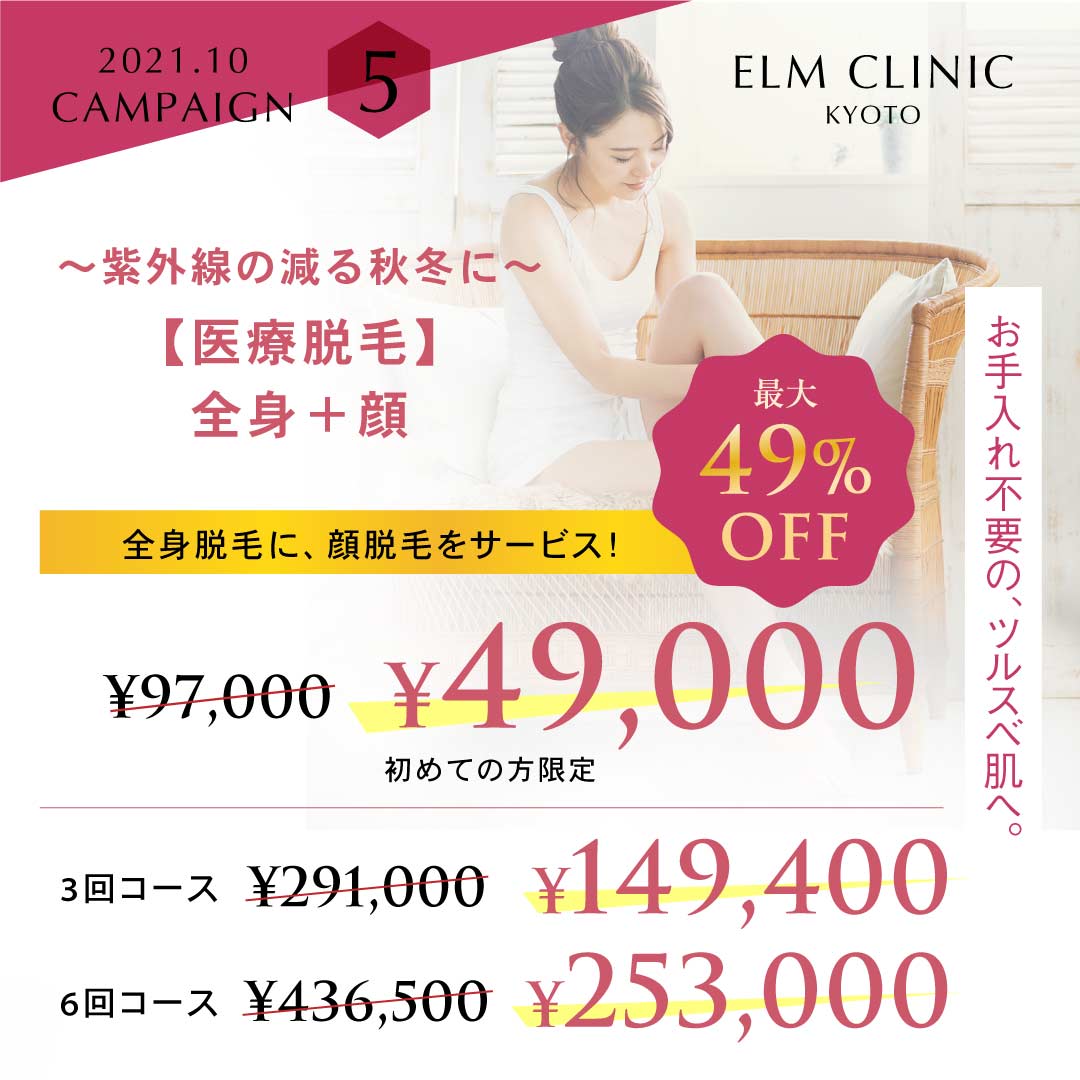 2021.10
CAMPAIGN
5
ELM CLINIC
KYOTO
～紫外線の減る秋冬に～
【医療脱毛】
全身＋顔
最大
49%
OFF
お手入れ不要の、ツルスベ肌へ。
全身脱毛に、顔脱毛をサービス！
¥97,000 ¥49,000
初めての方限定
3回コース ¥291,000 ¥149,400
6回コース ¥436,500 ¥253,000